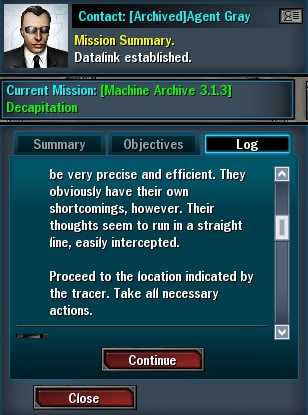 Contact: [Archived]Agent Gray
Mission Summary.
Datalink established.
Current Mission: [Machine Archive 3.1.3]
Decapitation
Summary
Objectives
Log
be very precise and efficient. They
obviously have their own
shortcomings, however. Their
thoughts seem to run in a straight
line, easily intercepted.
Proceed to the location indicated by
the tracer. Take all necessary
actions.
Continue
Close